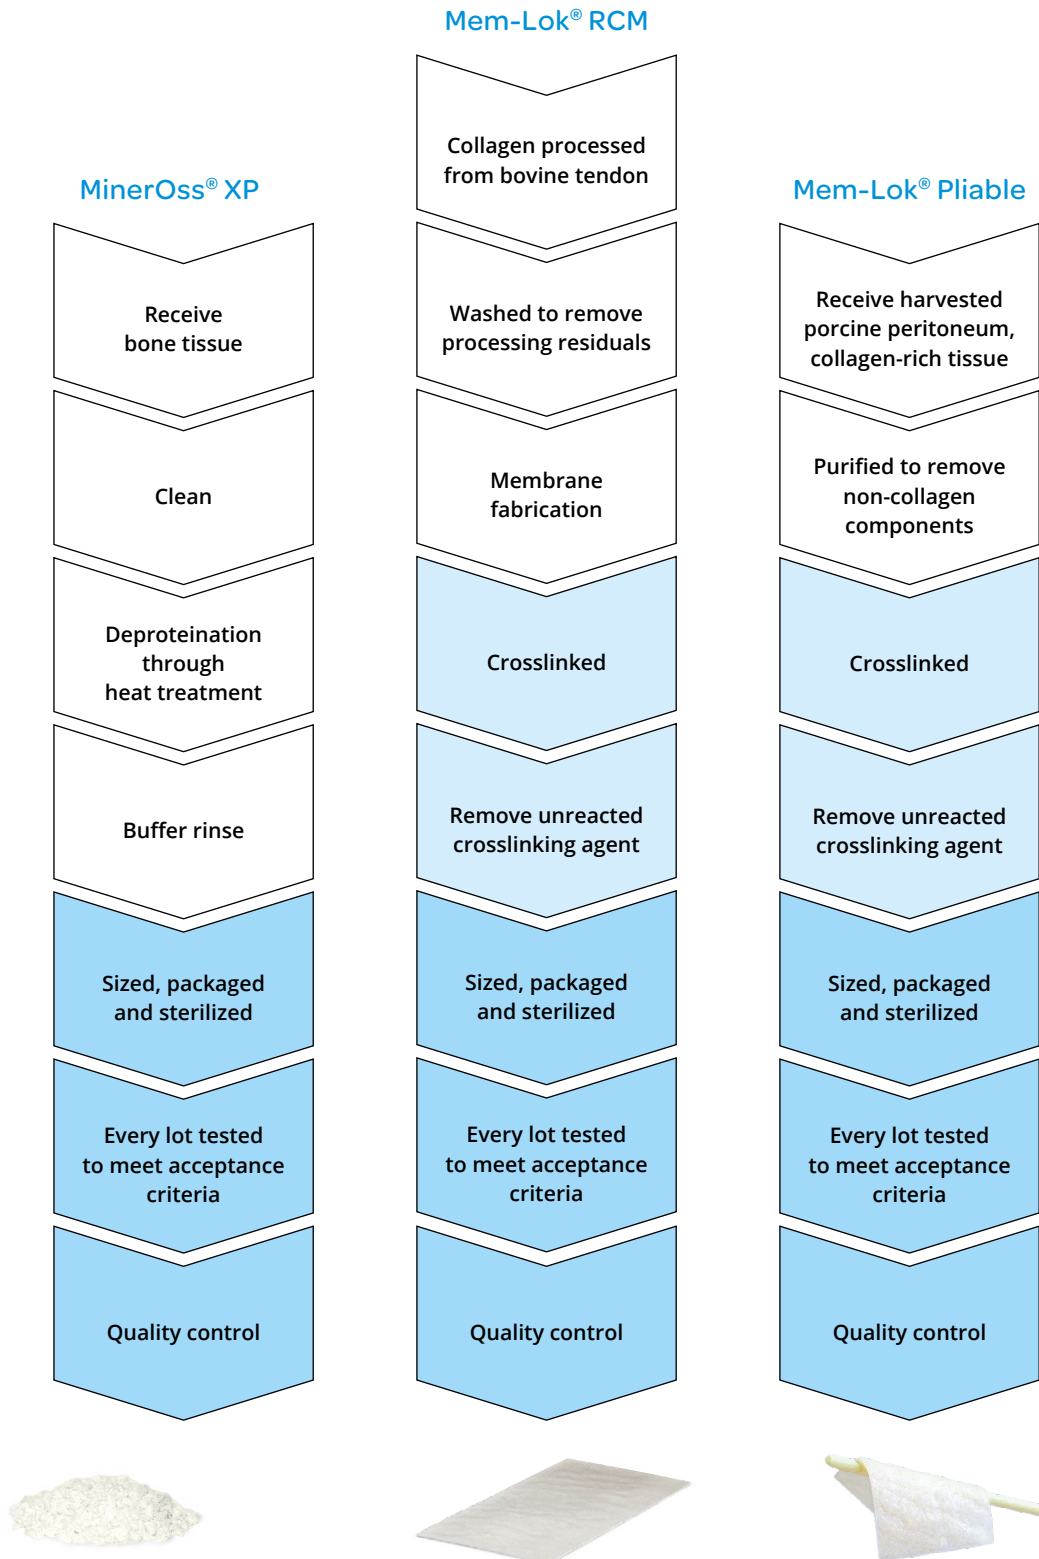 Mem-Lok® RCM
Collagen processed
from bovine tendon
Washed to remove
processing residuals
Membrane
fabrication
Crosslinked
Remove unreacted
crosslinking agent
Sized, packaged
and sterilized
Every lot tested
to meet acceptance
criteria
Quality control
MinerOss® XP
Receive
bone tissue
Clean
Deproteination
through
heat treatment
Buffer rinse
Sized, packaged
and sterilized
Every lot tested
to meet acceptance
criteria
Quality control
Mem-Lok® Pliable
Receive harvested
porcine peritoneum,
collagen-rich tissue
Purified to remove
non-collagen
components
Crosslinked
Remove unreacted
crosslinking agent
Sized, packaged
and sterilized
Every lot tested
to meet acceptance
criteria
Quality control